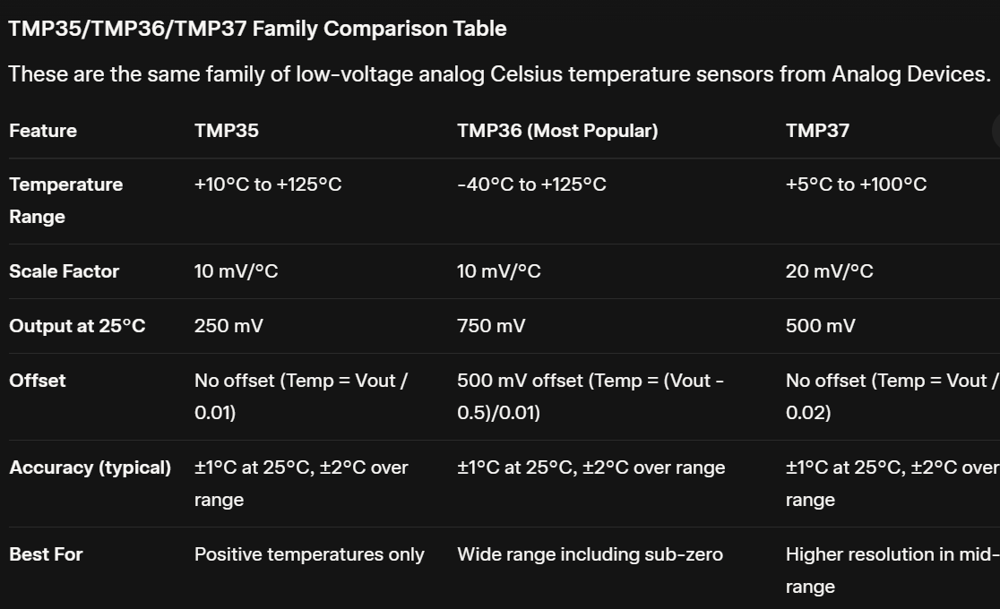 TMP35/TMP36/TMP37 Family Comparison Table
These are the same family of low-voltage analog Celsius temperature sensors from Analog Devices.
Feature TMP35 TMP36 (Most Popular) TMP37
Temperature Range +10°C to +125°C -40°C to +125°C +5°C to +100°C
Scale Factor 10 mV/°C 10 mV/°C 20 mV/°C
Output at 25°C 250 mV 750 mV 500 mV
Offset No offset (Temp = Vout / 0.01) 500 mV offset (Temp = (Vout - 0.5)/0.01) No offset (Temp = Vout / 0.02)
Accuracy (typical) ±1°C at 25°C, ±2°C over range ±1°C at 25°C, ±2°C over range ±1°C at 25°C, ±2°C over range
Best For Positive temperatures only Wide range including sub-zero Higher resolution in mid-range